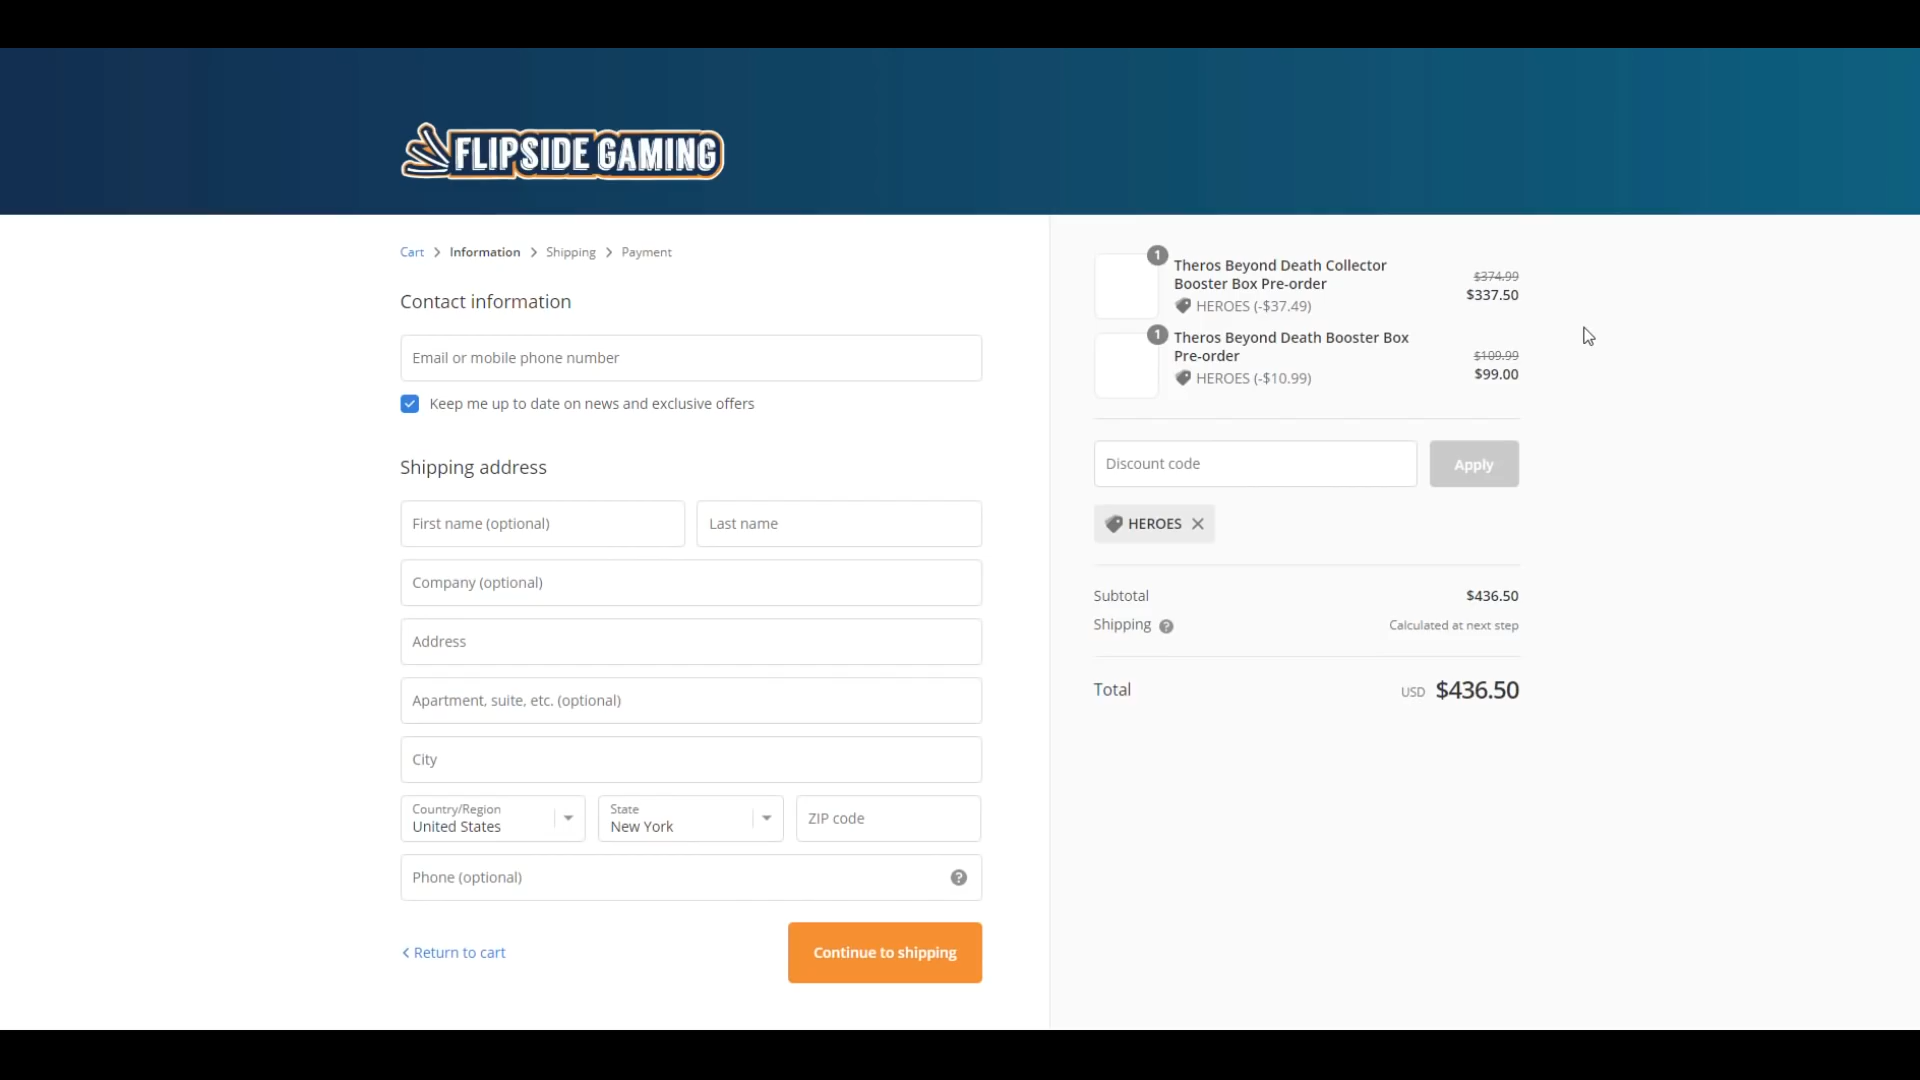 FLIPSIDE GAMING
Cart > Information > Shipping > Payment
Contact information
Email or mobile phone number
Keep me up to date on news and exclusive offers
Shipping address
First name (optional)
Last name
Company (optional)
Address
Apartment, suite, etc. (optional)
City
Country/Region
United States
State
New York
ZIP code
Phone (optional)
?
< Return to cart
Continue to shipping
1
Theros Beyond Death Collector
Booster Box Pre-order
HEROES (-$37.49)
$374.99
$337.50
1
Theros Beyond Death Booster Box
Pre-order
HEROES (-$10.99)
$109.99
$99.00
Discount code
Apply
HEROES
Subtotal $436.50
Shipping ? Calculated at next step
Total USD $436.50